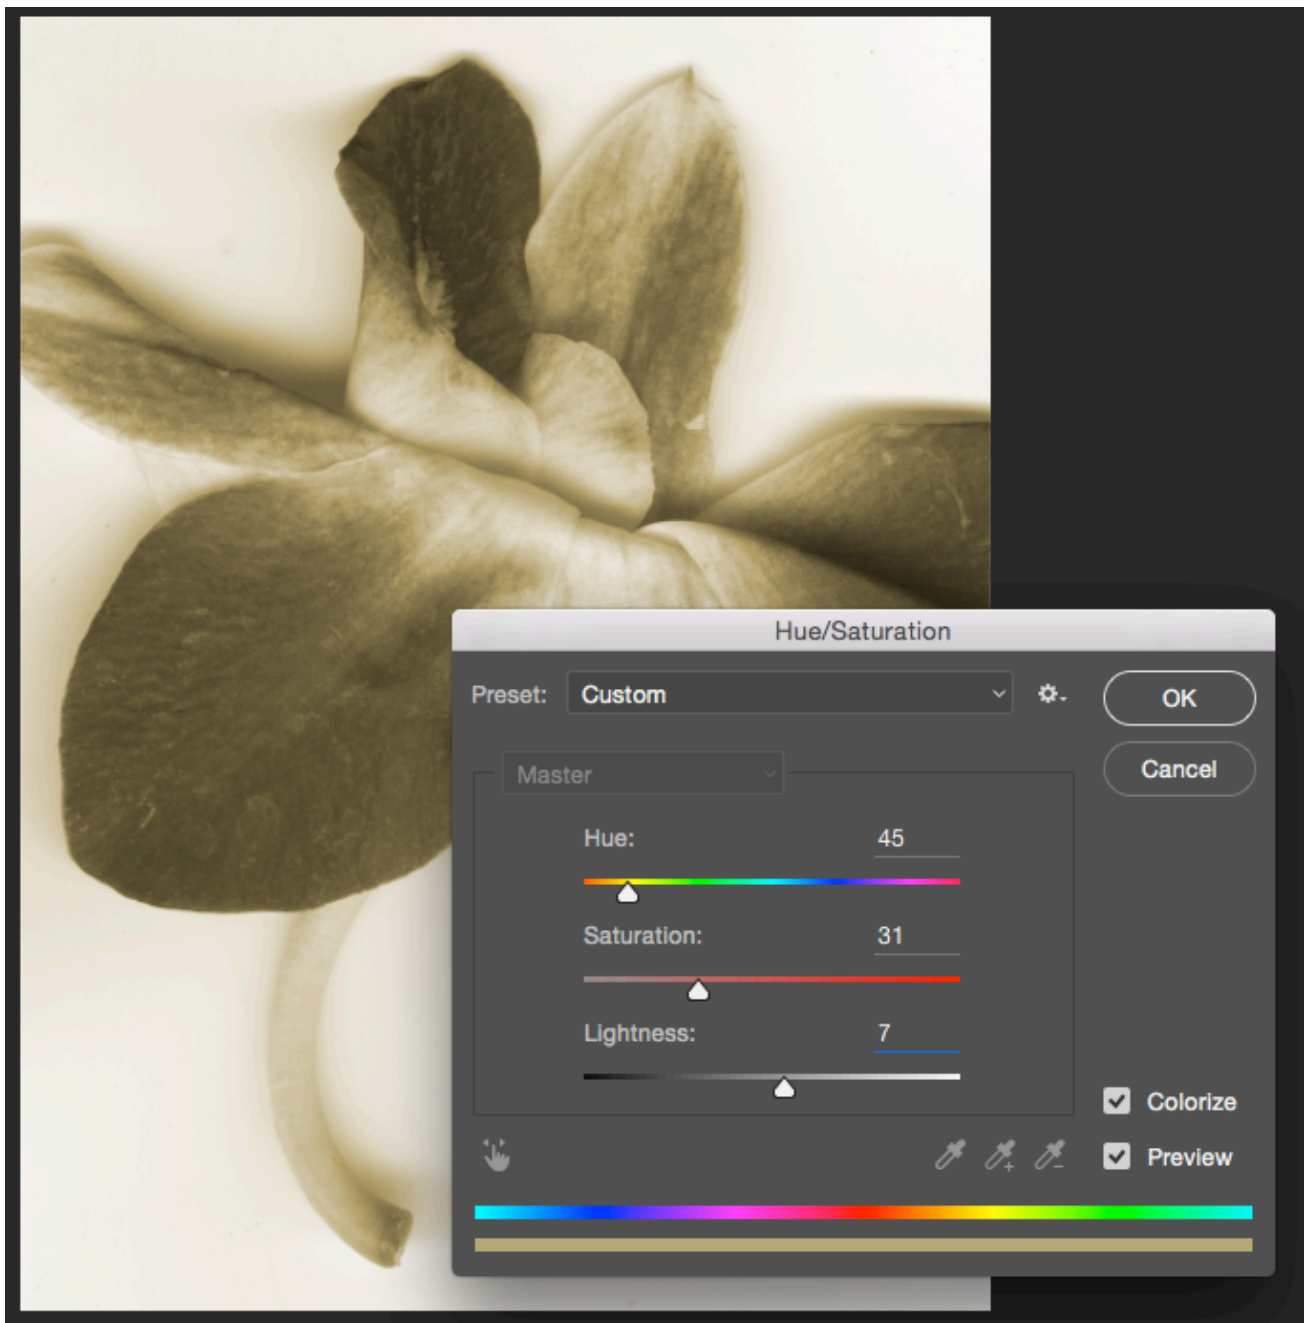 Hue/Saturation
Preset: Custom
OK
Master
Cancel
Hue: 45
Saturation: 31
Lightness: 7
Colorize
Preview